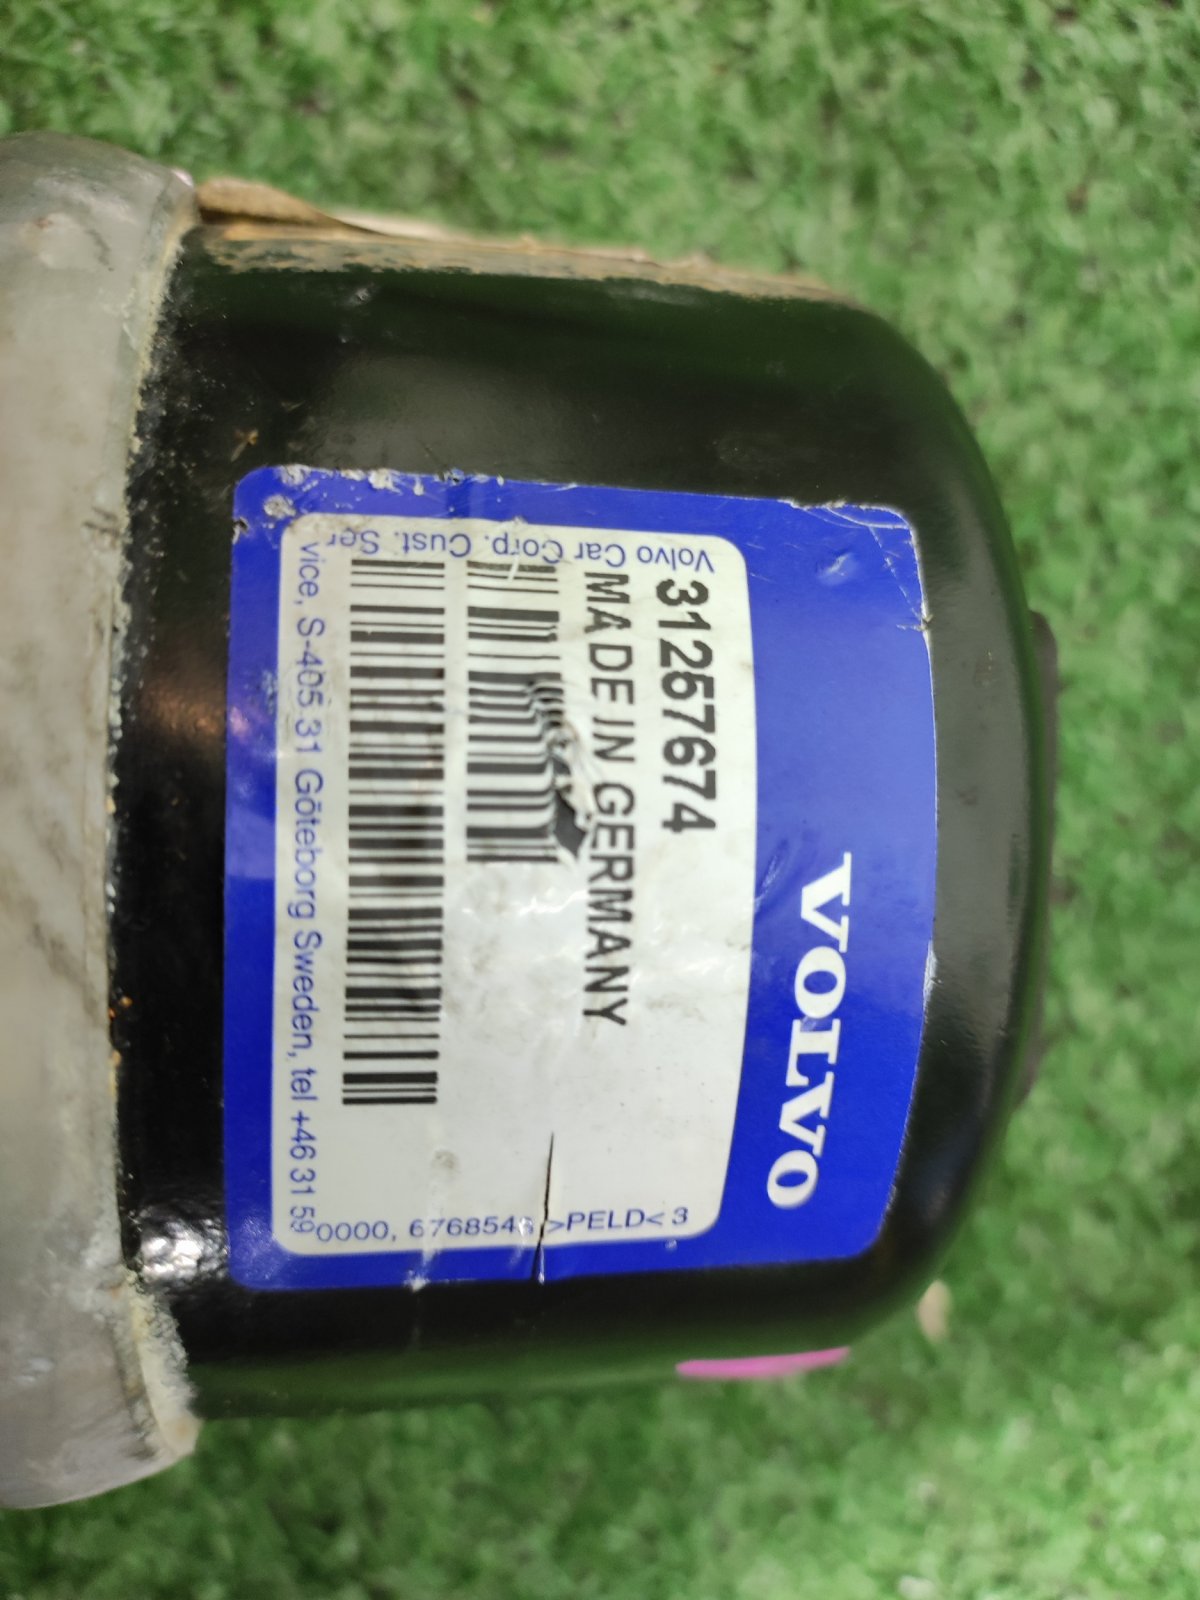 VOLVO
31257674
MADE IN GERMANY
Volvo Car Corp. Cust. Ser
vice, S-405 31 Göteborg Sweden, tel +46 31 59
0000, 6768546 >PELD< 3